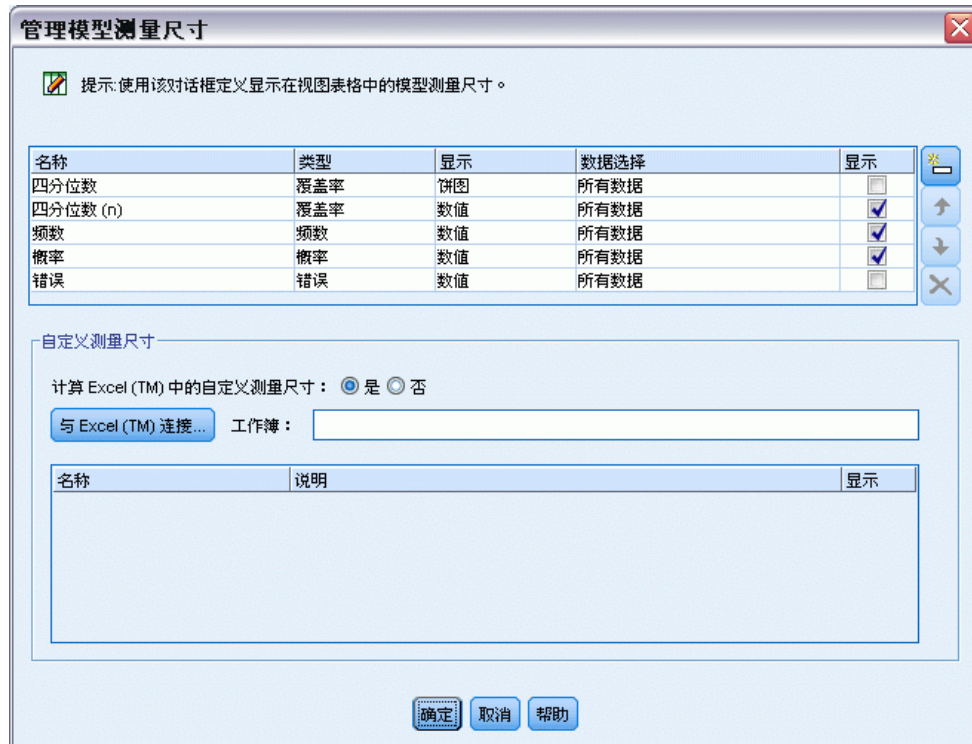 管理模型测量尺寸
提示:使用该对话框定义显示在视图表格中的模型测量尺寸。
名称 类型 显示 数据选择 显示
四分位数 覆盖率 饼图 所有数据
四分位数 (n) 覆盖率 数值 所有数据
频数 频数 数值 所有数据
概率 概率 数值 所有数据
错误 错误 数值 所有数据
自定义测量尺寸
计算 Excel (TM) 中的自定义测量尺寸： 是 否
与 Excel (TM) 连接... 工作簿：
名称 说明 显示
确定 取消 帮助